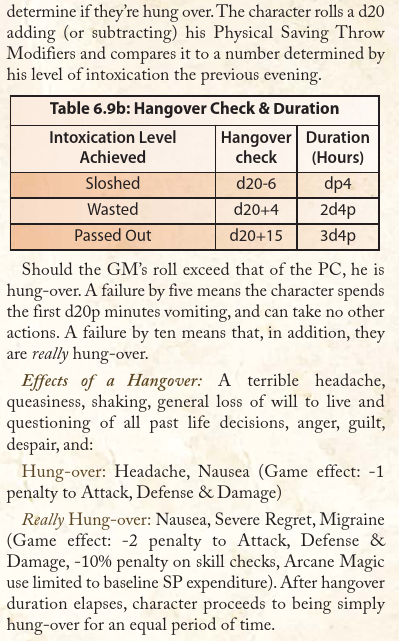 determine if they're hung over. The character rolls a d20
adding (or subtracting) his Physical Saving Throw
Modifiers and compares it to a number determined by
his level of intoxication the previous evening.
Table 6.9b: Hangover Check & Duration
Intoxication Level Achieved Hangover check Duration (Hours)
Sloshed d20-6 dp4
Wasted d20+4 2d4p
Passed Out d20+15 3d4p
Should the GM's roll exceed that of the PC, he is
hung-over. A failure by five means the character spends
the first d20p minutes vomiting, and can take no other
actions. A failure by ten means that, in addition, they
are really hung-over.
Effects of a Hangover: A terrible headache,
queasiness, shaking, general loss of will to live and
questioning of all past life decisions, anger, guilt,
despair, and:
Hung-over: Headache, Nausea (Game effect: -1
penalty to Attack, Defense & Damage)
Really Hung-over: Nausea, Severe Regret, Migraine
(Game effect: -2 penalty to Attack, Defense &
Damage, -10% penalty on skill checks, Arcane Magic
use limited to baseline SP expenditure). After hangover
duration elapses, character proceeds to being simply
hung-over for an equal period of time.